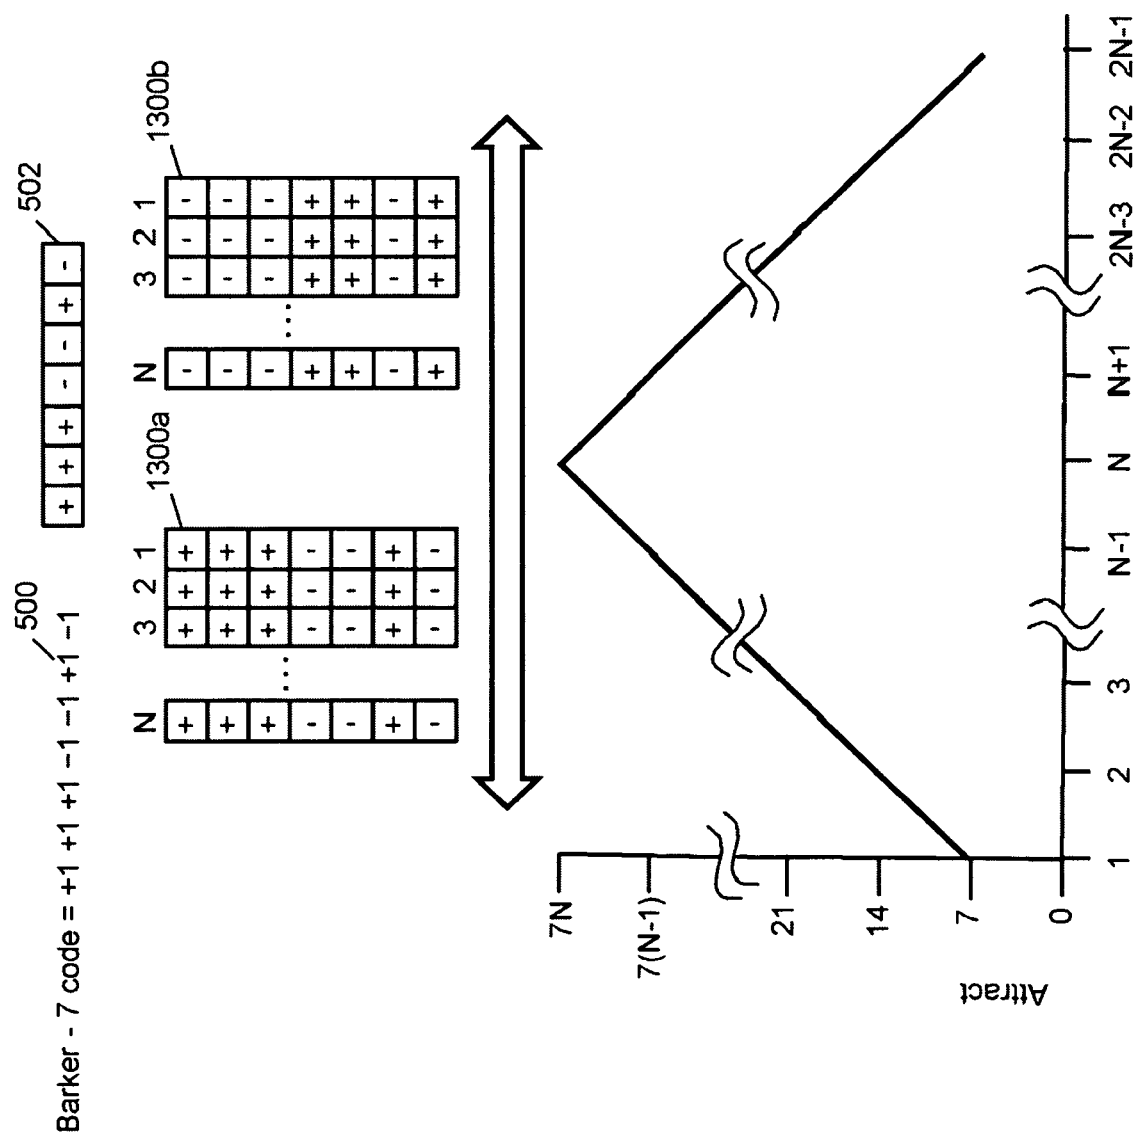 500
502
Barker - 7 code = +1 +1 +1 –1 –1 +1 –1
+ + + - - + -
1300a
1300b
N 3 2 1
N 3 2 1
+ ... + + +
+ + + +
+ + + +
- - - -
- - - -
+ + + +
- - - -
- - - -
- - - -
- - - -
+ + + +
+ + + +
- - - -
+ + + +
Attract
7N
7(N-1)
21
14
7
0
1 2 3 N-1 N N+1 2N-3 2N-2 2N-1